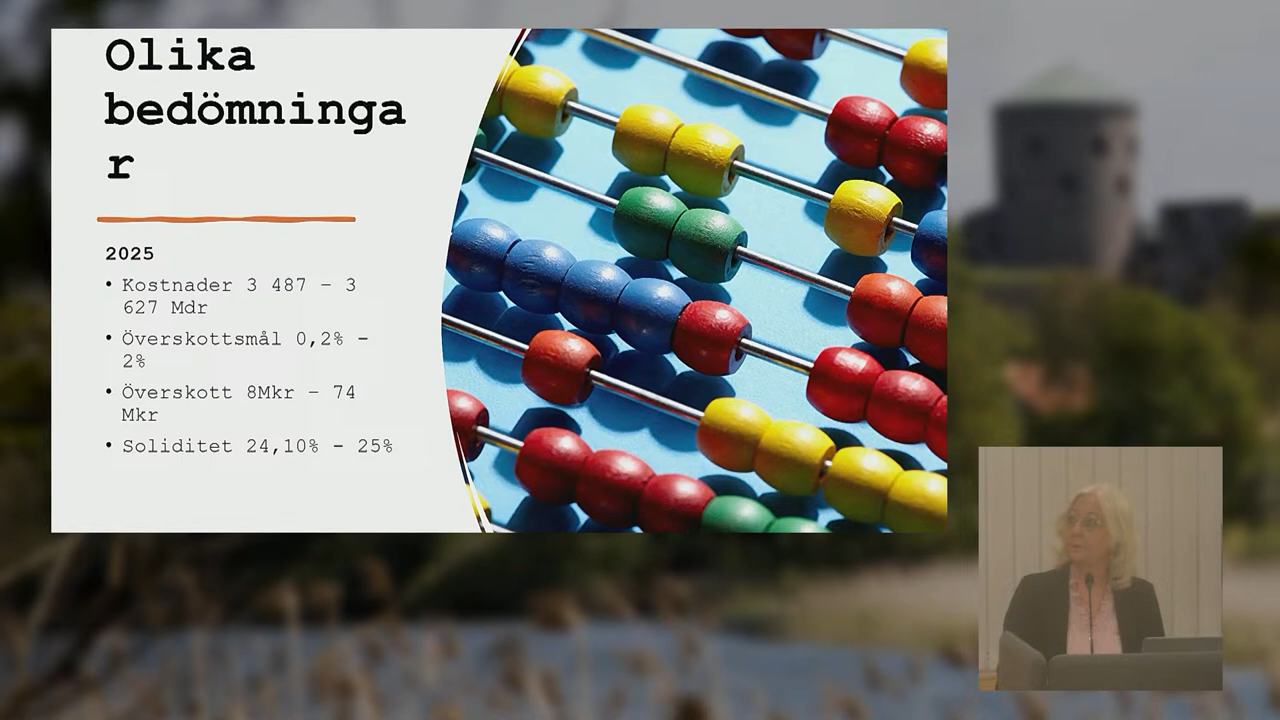 Olika
bedömninga
r
2025
• Kostnader 3 487 – 3
627 Mdr
• Överskottsmål 0,2% -
2%
• Överskott 8Mkr – 74
Mkr
• Soliditet 24,10% - 25%